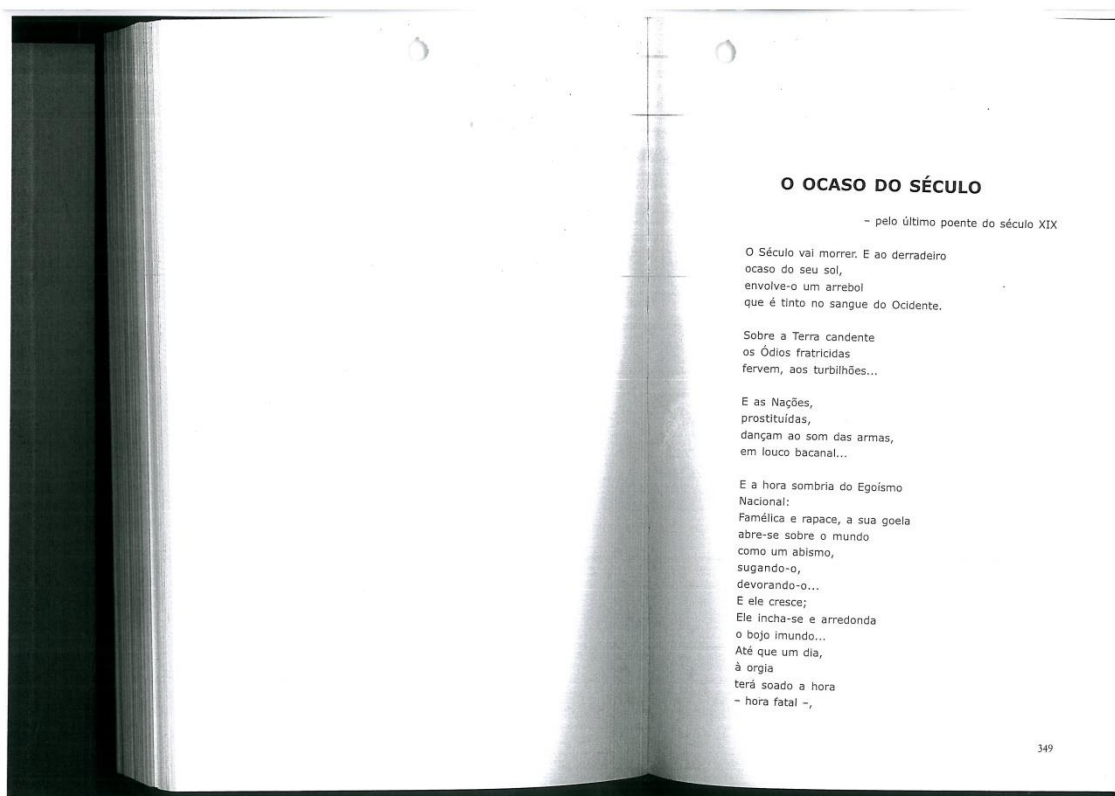 O OCASO DO SÉCULO
– pelo último poente do século XIX
O Século vai morrer. E ao derradeiro
ocaso do seu sol,
envolve-o um arrebol
que é tinto no sangue do Ocidente.
Sobre a Terra candente
os Ódios fratricidas
fervem, aos turbilhões...
E as Nações,
prostituídas,
dançam ao som das armas,
em louco bacanal...
E a hora sombria do Egoísmo
Nacional:
Famélica e rapace, a sua goela
abre-se sobre o mundo
como um abismo,
sugando-o,
devorando-o...
E ele cresce;
Ele incha-se e arredonda
o bojo imundo...
Até que um dia,
à orgia
terá soado a hora
– hora fatal –,
349